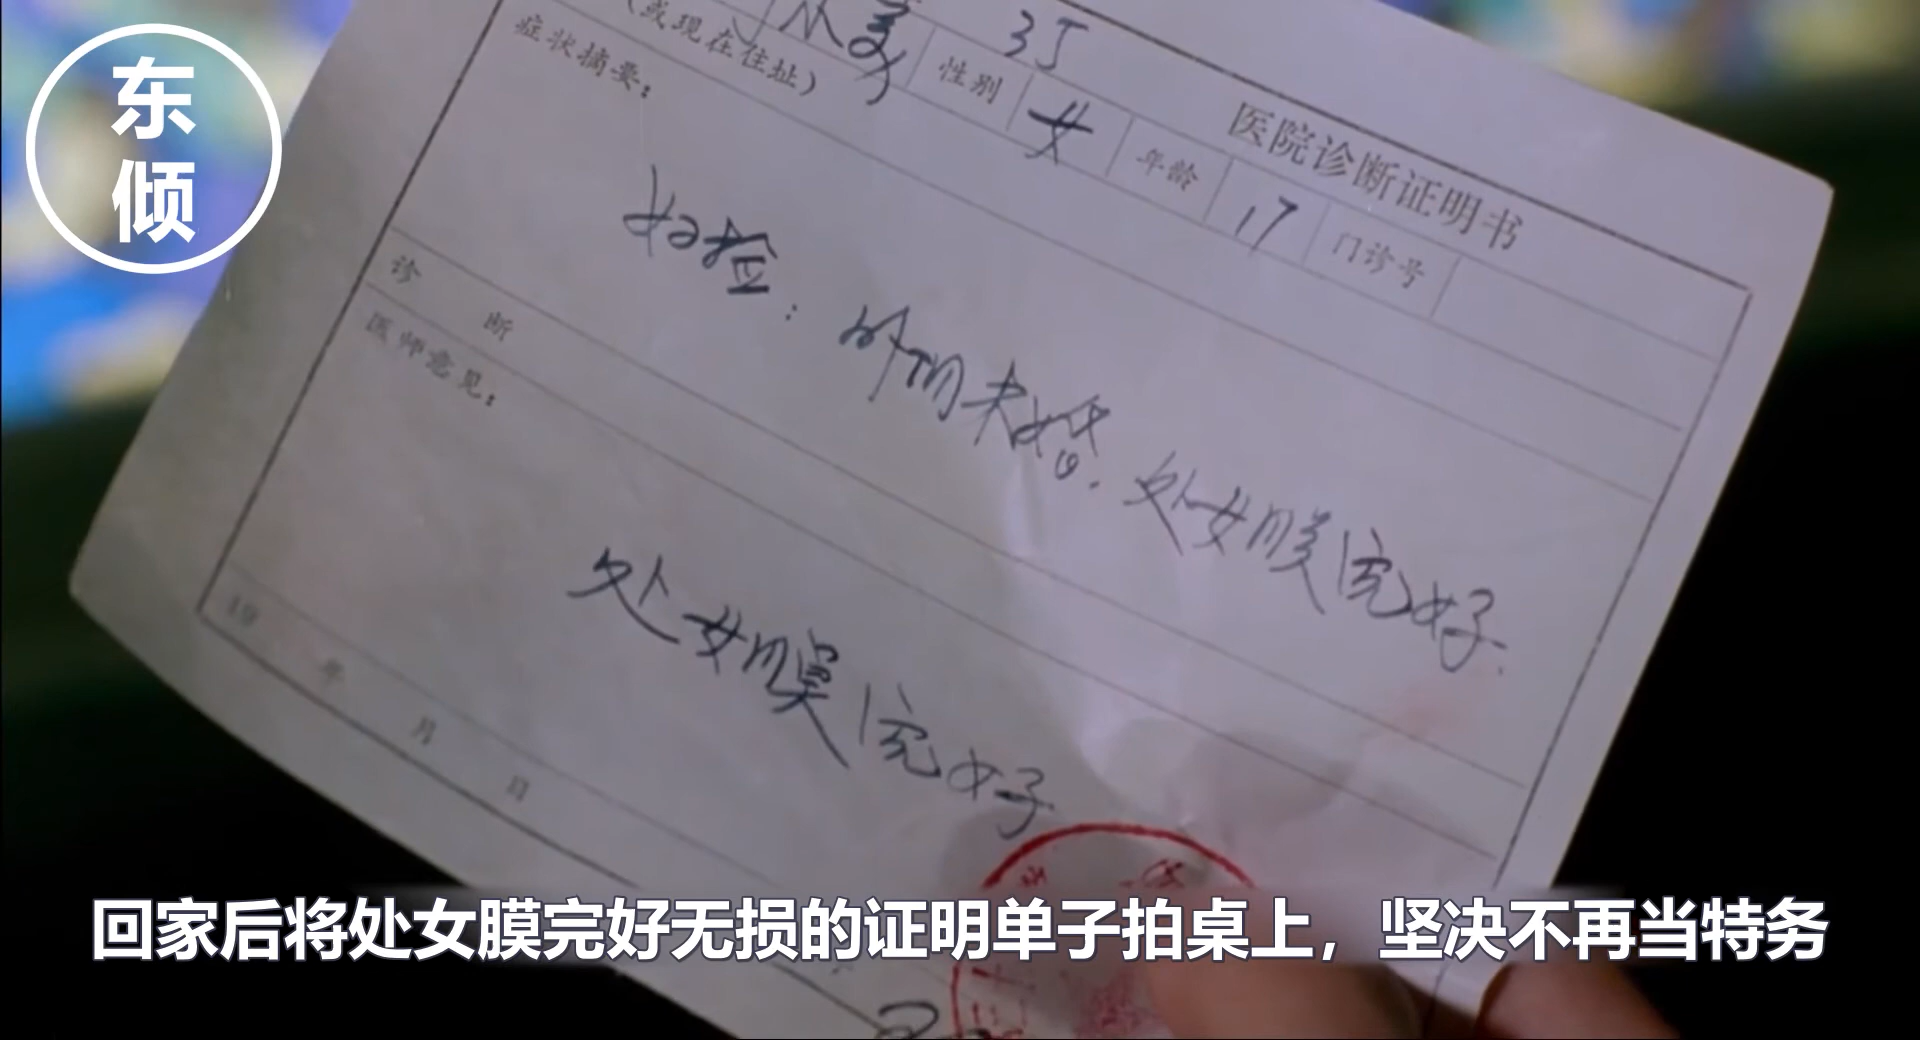 东
倾
医院诊断证明书
(或现在住址)
性别 女 年龄 17 门诊号
症状摘要：
妇检：外阴未婚．处女膜完好．
诊 断
医师意见：
处女膜完好
19 年 月 日
回家后将处女膜完好无损的证明单子拍桌上，坚决不再当特务